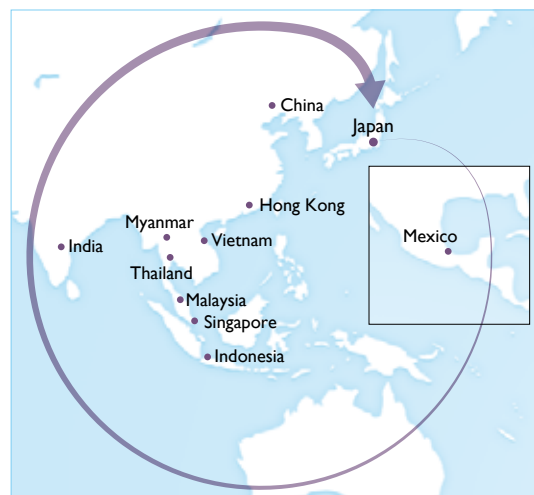 China
Japan
Hong Kong
Myanmar
Vietnam
India
Mexico
Thailand
Malaysia
Singapore
Indonesia